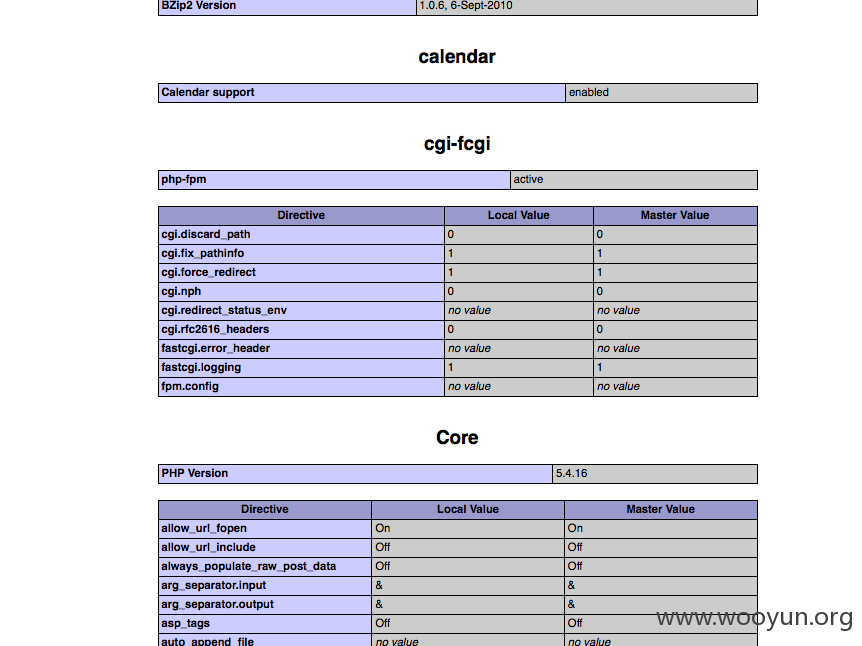 BZip2 Version 1.0.6, 6-Sept-2010
calendar
Calendar support enabled
cgi-fcgi
php-fpm active
Directive Local Value Master Value
cgi.discard_path 0 0
cgi.fix_pathinfo 1 1
cgi.force_redirect 1 1
cgi.nph 0 0
cgi.redirect_status_env no value no value
cgi.rfc2616_headers 0 0
fastcgi.error_header no value no value
fastcgi.logging 1 1
fpm.config no value no value
Core
PHP Version 5.4.16
Directive Local Value Master Value
allow_url_fopen On On
allow_url_include Off Off
always_populate_raw_post_data Off Off
arg_separator.input & &
arg_separator.output & &
asp_tags Off Off
www.wooyun.org
auto_append_file no value no value